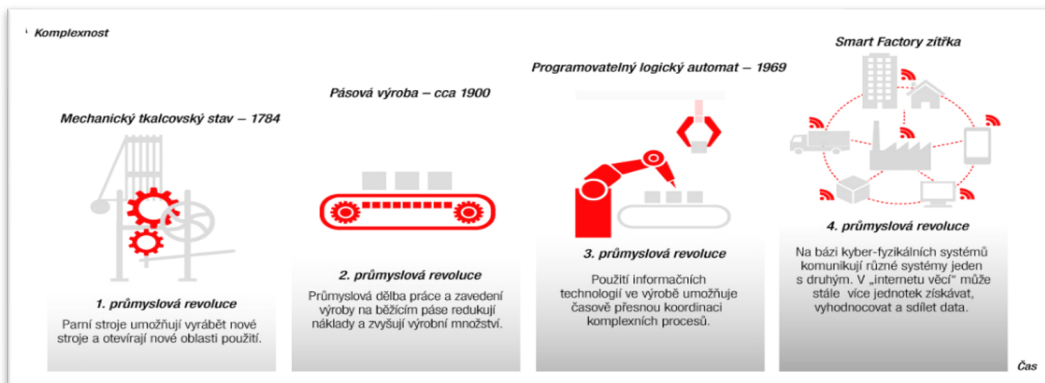 Komplexnost
Mechanický tkalcovský stav – 1784
1. průmyslová revoluce
Parní stroje umožňují vyrábět nové
stroje a otevírají nové oblasti použití.
Pásová výroba – cca 1900
2. průmyslová revoluce
Průmyslová dělba práce a zavedení
výroby na běžícím páse redukují
náklady a zvyšují výrobní množství.
Programovatelný logický automat – 1969
3. průmyslová revoluce
Použití informačních
technologií ve výrobě umožňuje
časově přesnou koordinaci
komplexních procesů.
Smart Factory zítřka
4. průmyslová revoluce
Na bázi kyber-fyzikálních systémů
komunikují různé systémy jeden
s druhým. V „internetu věcí“ může
stále více jednotek získávat,
vyhodnocovat a sdílet data.
Čas